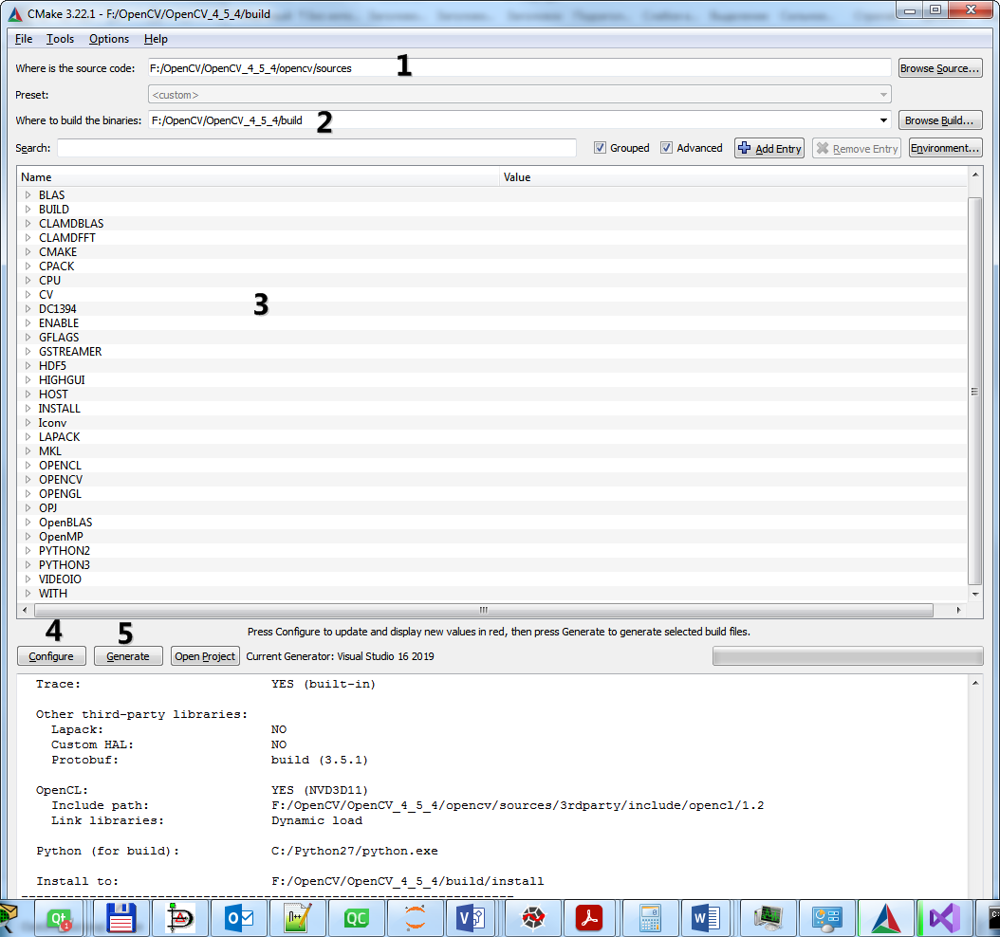 CMake 3.22.1 - F:/OpenCV/OpenCV_4_5_4/build
File Tools Options Help
Where is the source code: F:/OpenCV/OpenCV_4_5_4/opencv/sources 1 Browse Source...
Preset: <custom>
Where to build the binaries: F:/OpenCV/OpenCV_4_5_4/build 2 Browse Build...
Search: Grouped Advanced Add Entry Remove Entry Environment...
Name Value
BLAS
BUILD
CLAMDBLAS
CLAMDFFT
CMAKE
CPACK
CPU
CV
3
DC1394
ENABLE
GFLAGS
GSTREAMER
HDF5
HIGHGUI
HOST
INSTALL
Iconv
LAPACK
MKL
OPENCL
OPENCV
OPENGL
OPJ
OpenBLAS
OpenMP
PYTHON2
PYTHON3
VIDEOIO
WITH
4 5 Press Configure to update and display new values in red, then press Generate to generate selected build files.
Configure Generate Open Project Current Generator: Visual Studio 16 2019
Trace: YES (built-in)
Other third-party libraries:
Lapack: NO
Custom HAL: NO
Protobuf: build (3.5.1)
OpenCL: YES (NVD3D11)
Include path: F:/OpenCV/OpenCV_4_5_4/opencv/sources/3rdparty/include/opencl/1.2
Link libraries: Dynamic load
Python (for build): C:/Python27/python.exe
Install to: F:/OpenCV/OpenCV_4_5_4/build/install
-----------------------------------------------------------------
Qt 1 D O n++ QC V W C: